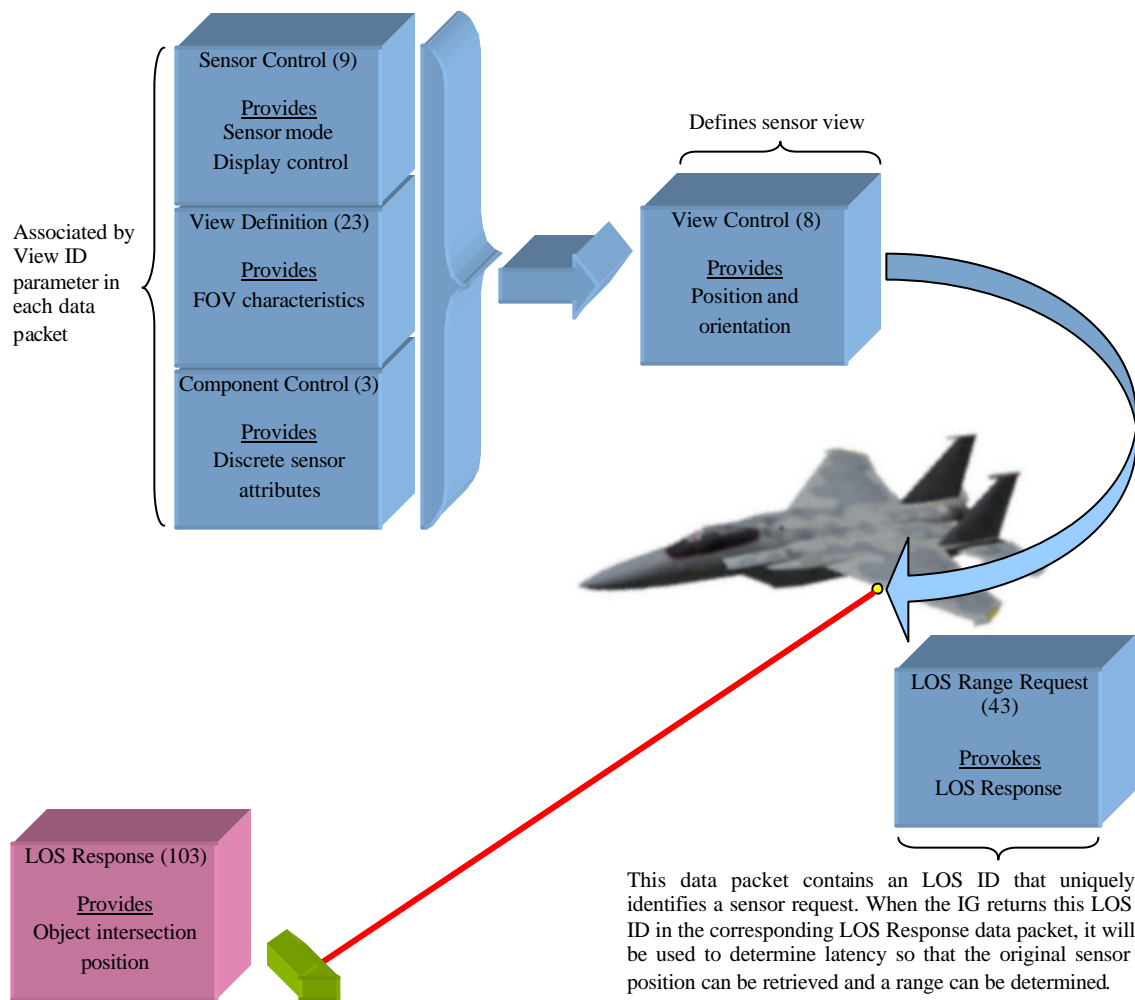 Sensor Control (9)
Provides
Sensor mode
Display control
View Definition (23)
Provides
FOV characteristics
Component Control (3)
Provides
Discrete sensor
attributes
Associated by
View ID
parameter in
each data
packet
Defines sensor view
View Control (8)
Provides
Position and
orientation
LOS Range Request
(43)
Provokes
LOS Response
LOS Response (103)
Provides
Object intersection
position
This data packet contains an LOS ID that uniquely
identifies a sensor request. When the IG returns this LOS
ID in the corresponding LOS Response data packet, it will
be used to determine latency so that the original sensor
position can be retrieved and a range can be determined.